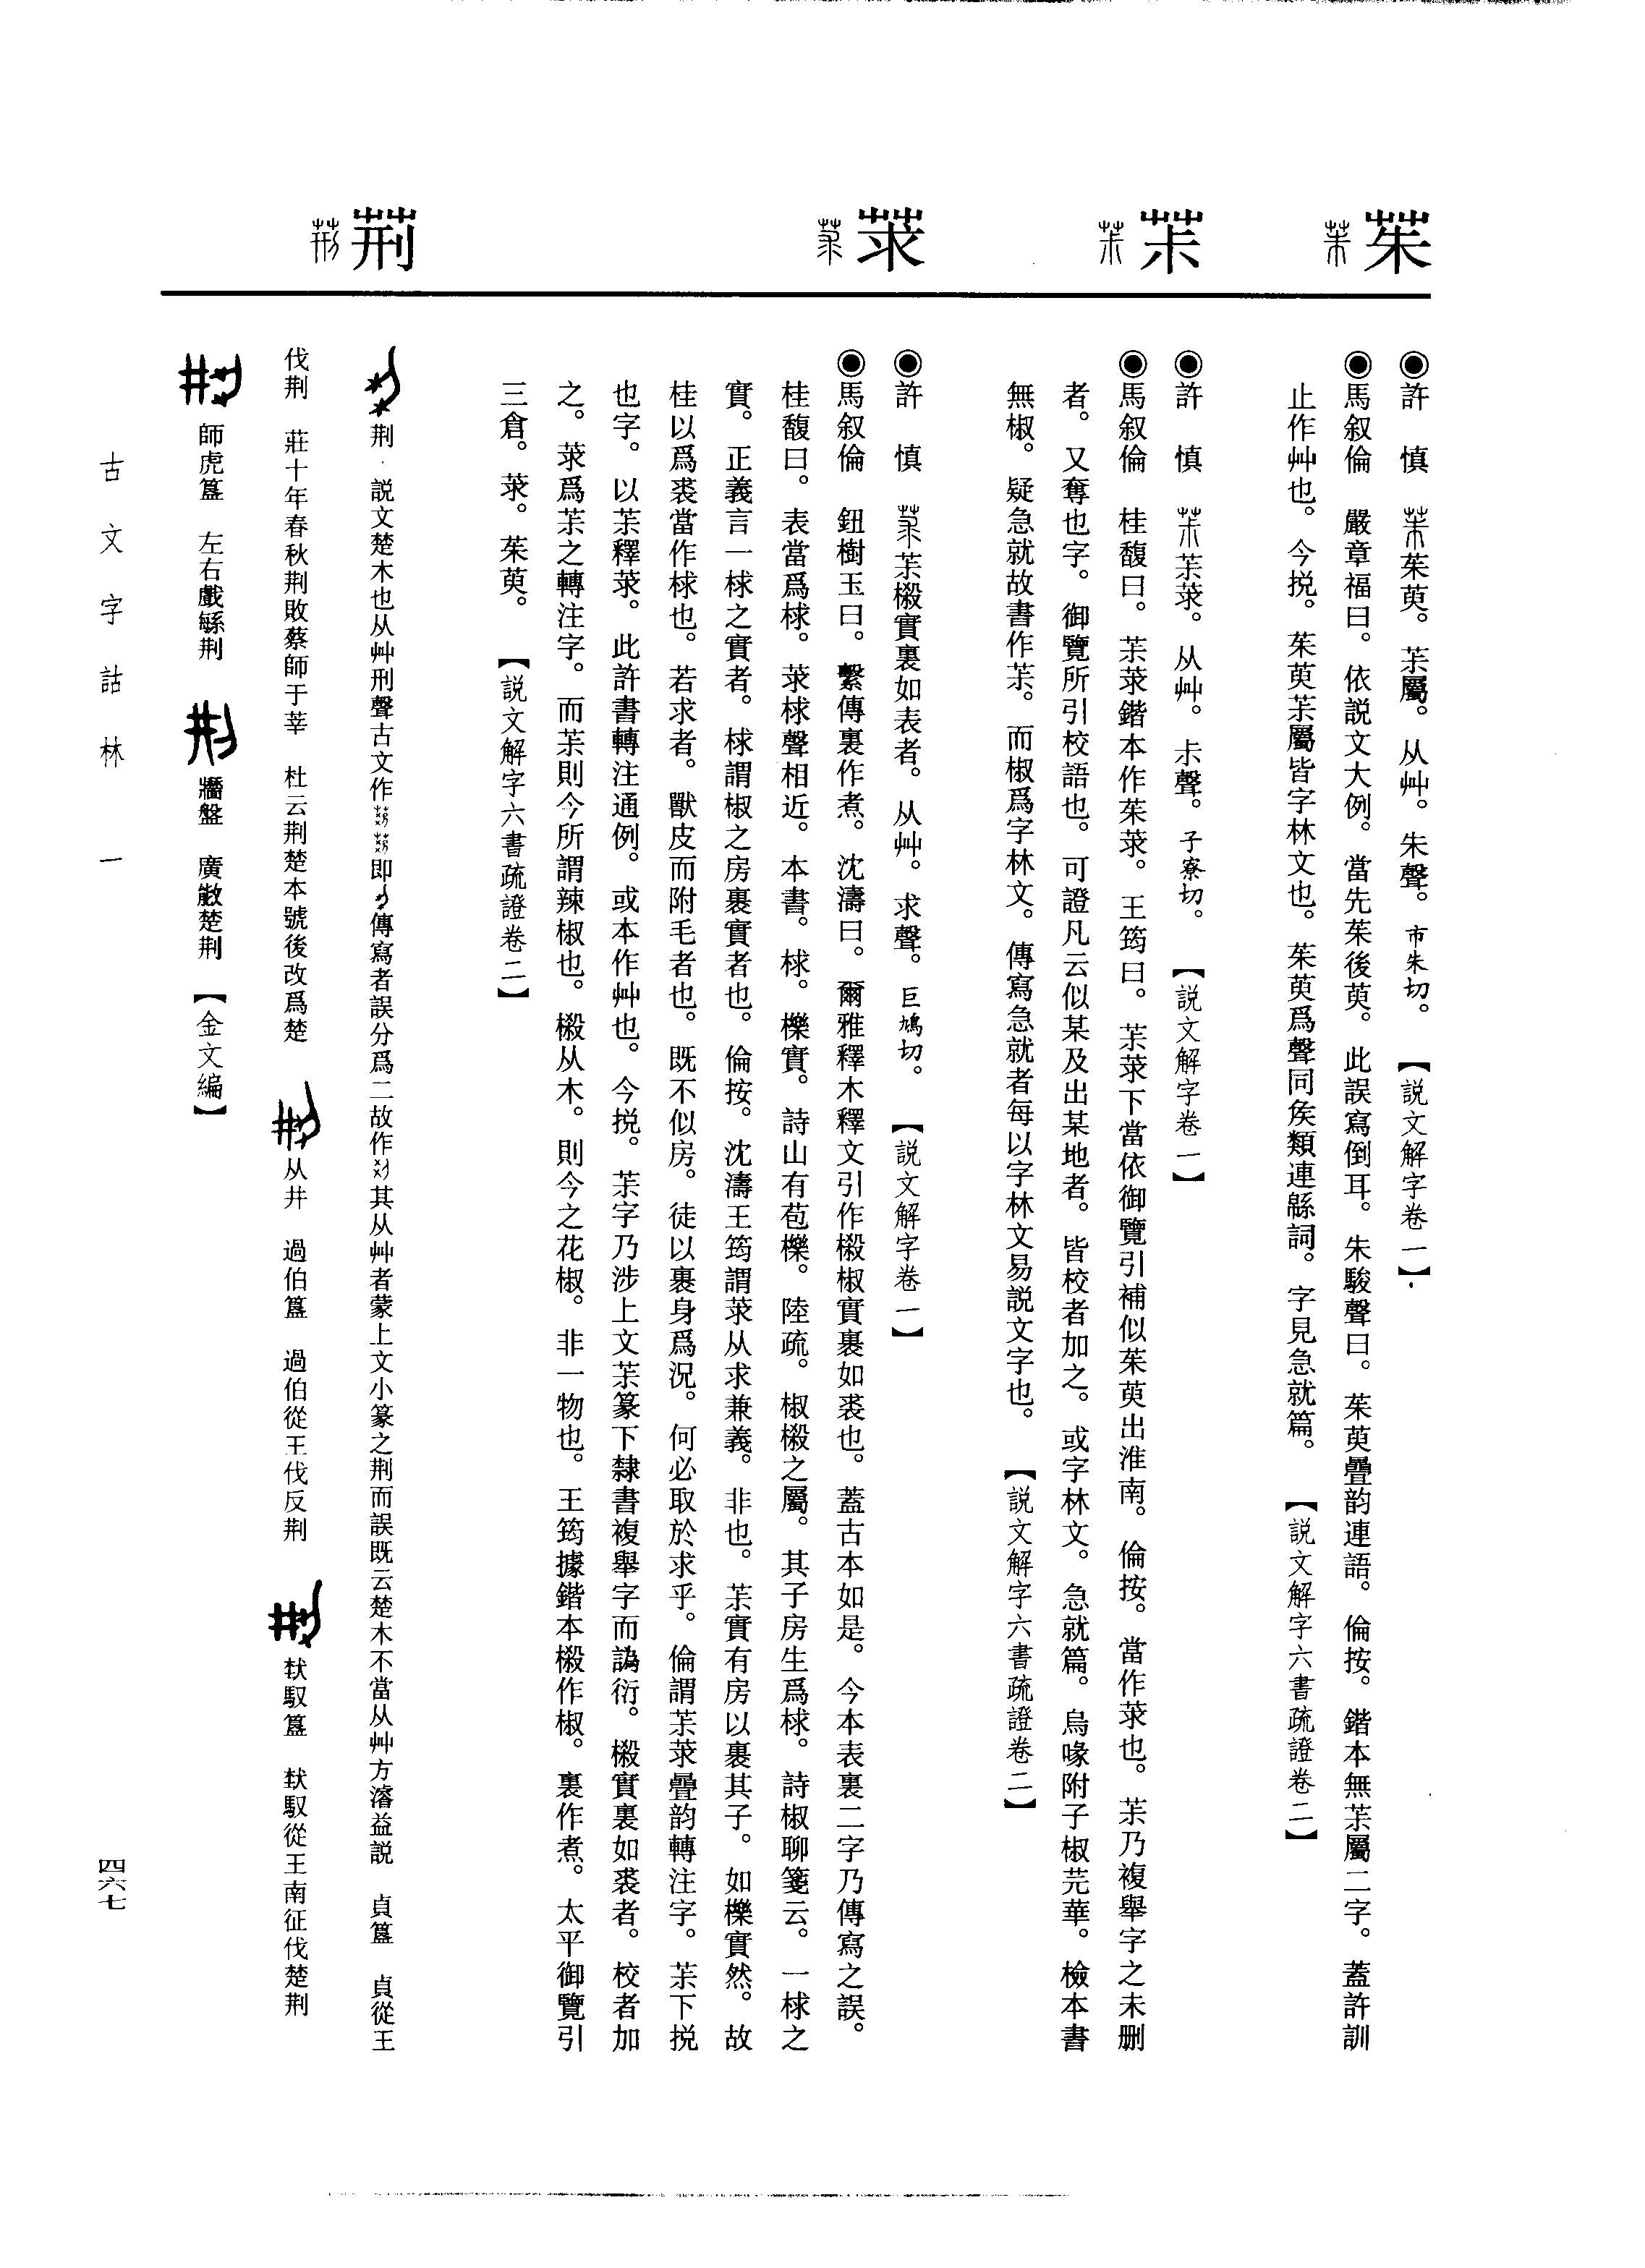 茱
茮
莍
荆
◉許　慎　茱萸。茮屬。从艸。朱聲。市朱切。【説文解字卷一】
◉馬叙倫　嚴章福曰。依説文大例。當先茱後萸。此誤寫倒耳。朱駿聲曰。茱萸疊韵連語。倫按。鍇本無茮屬二字。蓋許訓
止作艸也。今捝。茱萸茮屬皆字林文也。茱萸爲聲同矦類連緜詞。字見急就篇。【説文解字六書疏證卷二】
◉許　慎　茮莍。从艸。尗聲。子寮切。【説文解字卷一】
◉馬叙倫　桂馥曰。茮莍鍇本作茱莍。王筠曰。茮莍下當依御覽引補似茱萸出淮南。倫按。當作莍也。茮乃複舉字之未删
者。又奪也字。御覽所引校語也。可證凡云似某及出某地者。皆校者加之。或字林文。急就篇。烏喙附子椒芫華。檢本書
無椒。疑急就故書作茮。而椒爲字林文。傳寫急就者每以字林文易説文字也。【説文解字六書疏證卷二】
◉許　慎　茮樧實裏如表者。从艸。求聲。巨鳩切。【説文解字卷一】
◉馬叙倫　鈕樹玉曰。繫傳裏作煮。沈濤曰。爾雅釋木釋文引作樧椒實裏如裘也。蓋古本如是。今本表裏二字乃傳寫之誤。
桂馥曰。表當爲梂。莍梂聲相近。本書。梂。櫟實。詩山有苞櫟。陸疏。椒樧之屬。其子房生爲梂。詩椒聊箋云。一梂之
實。正義言一梂之實者。梂謂椒之房裹實者也。倫按。沈濤王筠謂莍从求兼義。非也。茮實有房以裹其子。如櫟實然。故
桂以爲裘當作梂也。若求者。獸皮而附毛者也。既不似房。徒以裹身爲況。何必取於求乎。倫謂茮莍疊韵轉注字。茮下捝
也字。以茮釋莍。此許書轉注通例。或本作艸也。今捝。茮字乃涉上文茮篆下隸書複舉字而譌衍。樧實裏如裘者。校者加
之。莍爲茮之轉注字。而茮則今所謂辣椒也。樧从木。則今之花椒。非一物也。王筠據鍇本樧作椒。裏作煮。太平御覽引
三倉。莍。茱萸。【説文解字六書疏證卷二】
荆．説文楚木也从艸刑聲古文作即傳寫者誤分爲二故作其从艸者蒙上文小篆之荆而誤既云楚木不當从艸方濬益説　貞簋　貞從王
伐荆　莊十年春秋荆敗蔡師于莘　杜云荆楚本號後改爲楚　从井　過伯簋　過伯從王伐反荆　㺇馭簋　㺇馭從王南征伐楚荆
師虎簋　左右戲緐荆　牆盤　廣㪤楚荆　【金文編】
古文字詁林　一
四六七